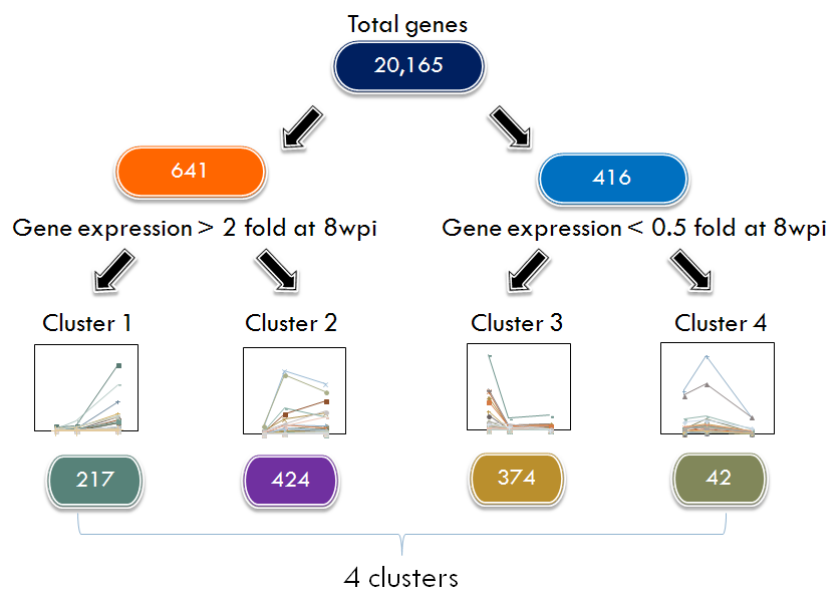 Total genes
20,165
641
416
Gene expression > 2 fold at 8wpi
Gene expression < 0.5 fold at 8wpi
Cluster 1
Cluster 2
Cluster 3
Cluster 4
217
424
374
42
4 clusters